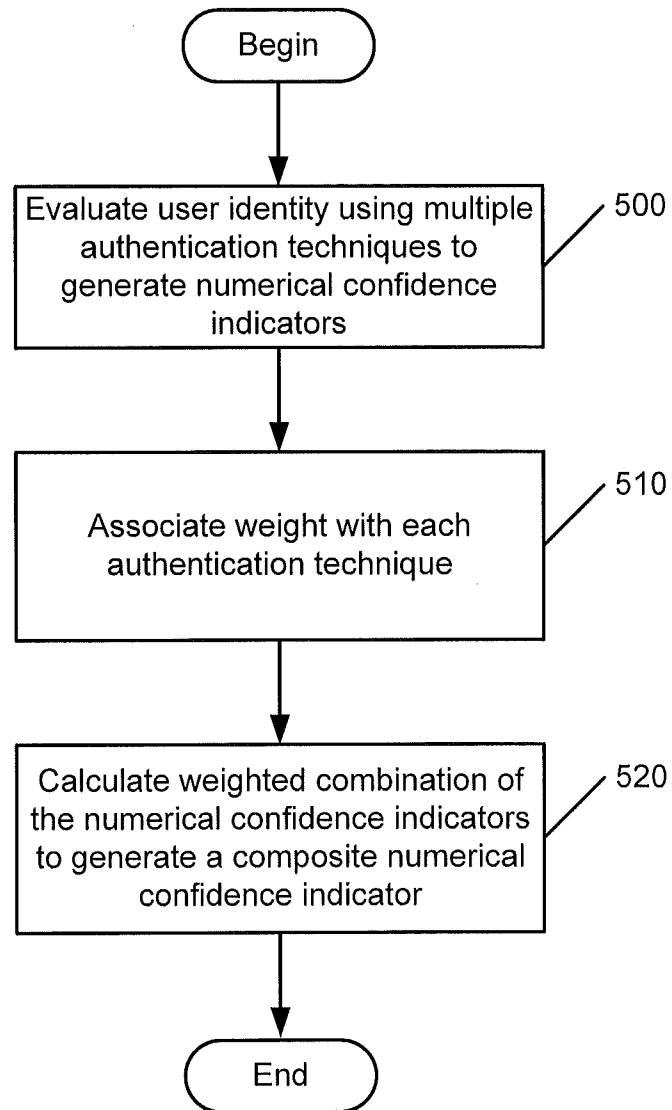 Begin
Evaluate user identity using multiple
authentication techniques to
generate numerical confidence
indicators
500
Associate weight with each
authentication technique
510
Calculate weighted combination of
the numerical confidence indicators
to generate a composite numerical
confidence indicator
520
End